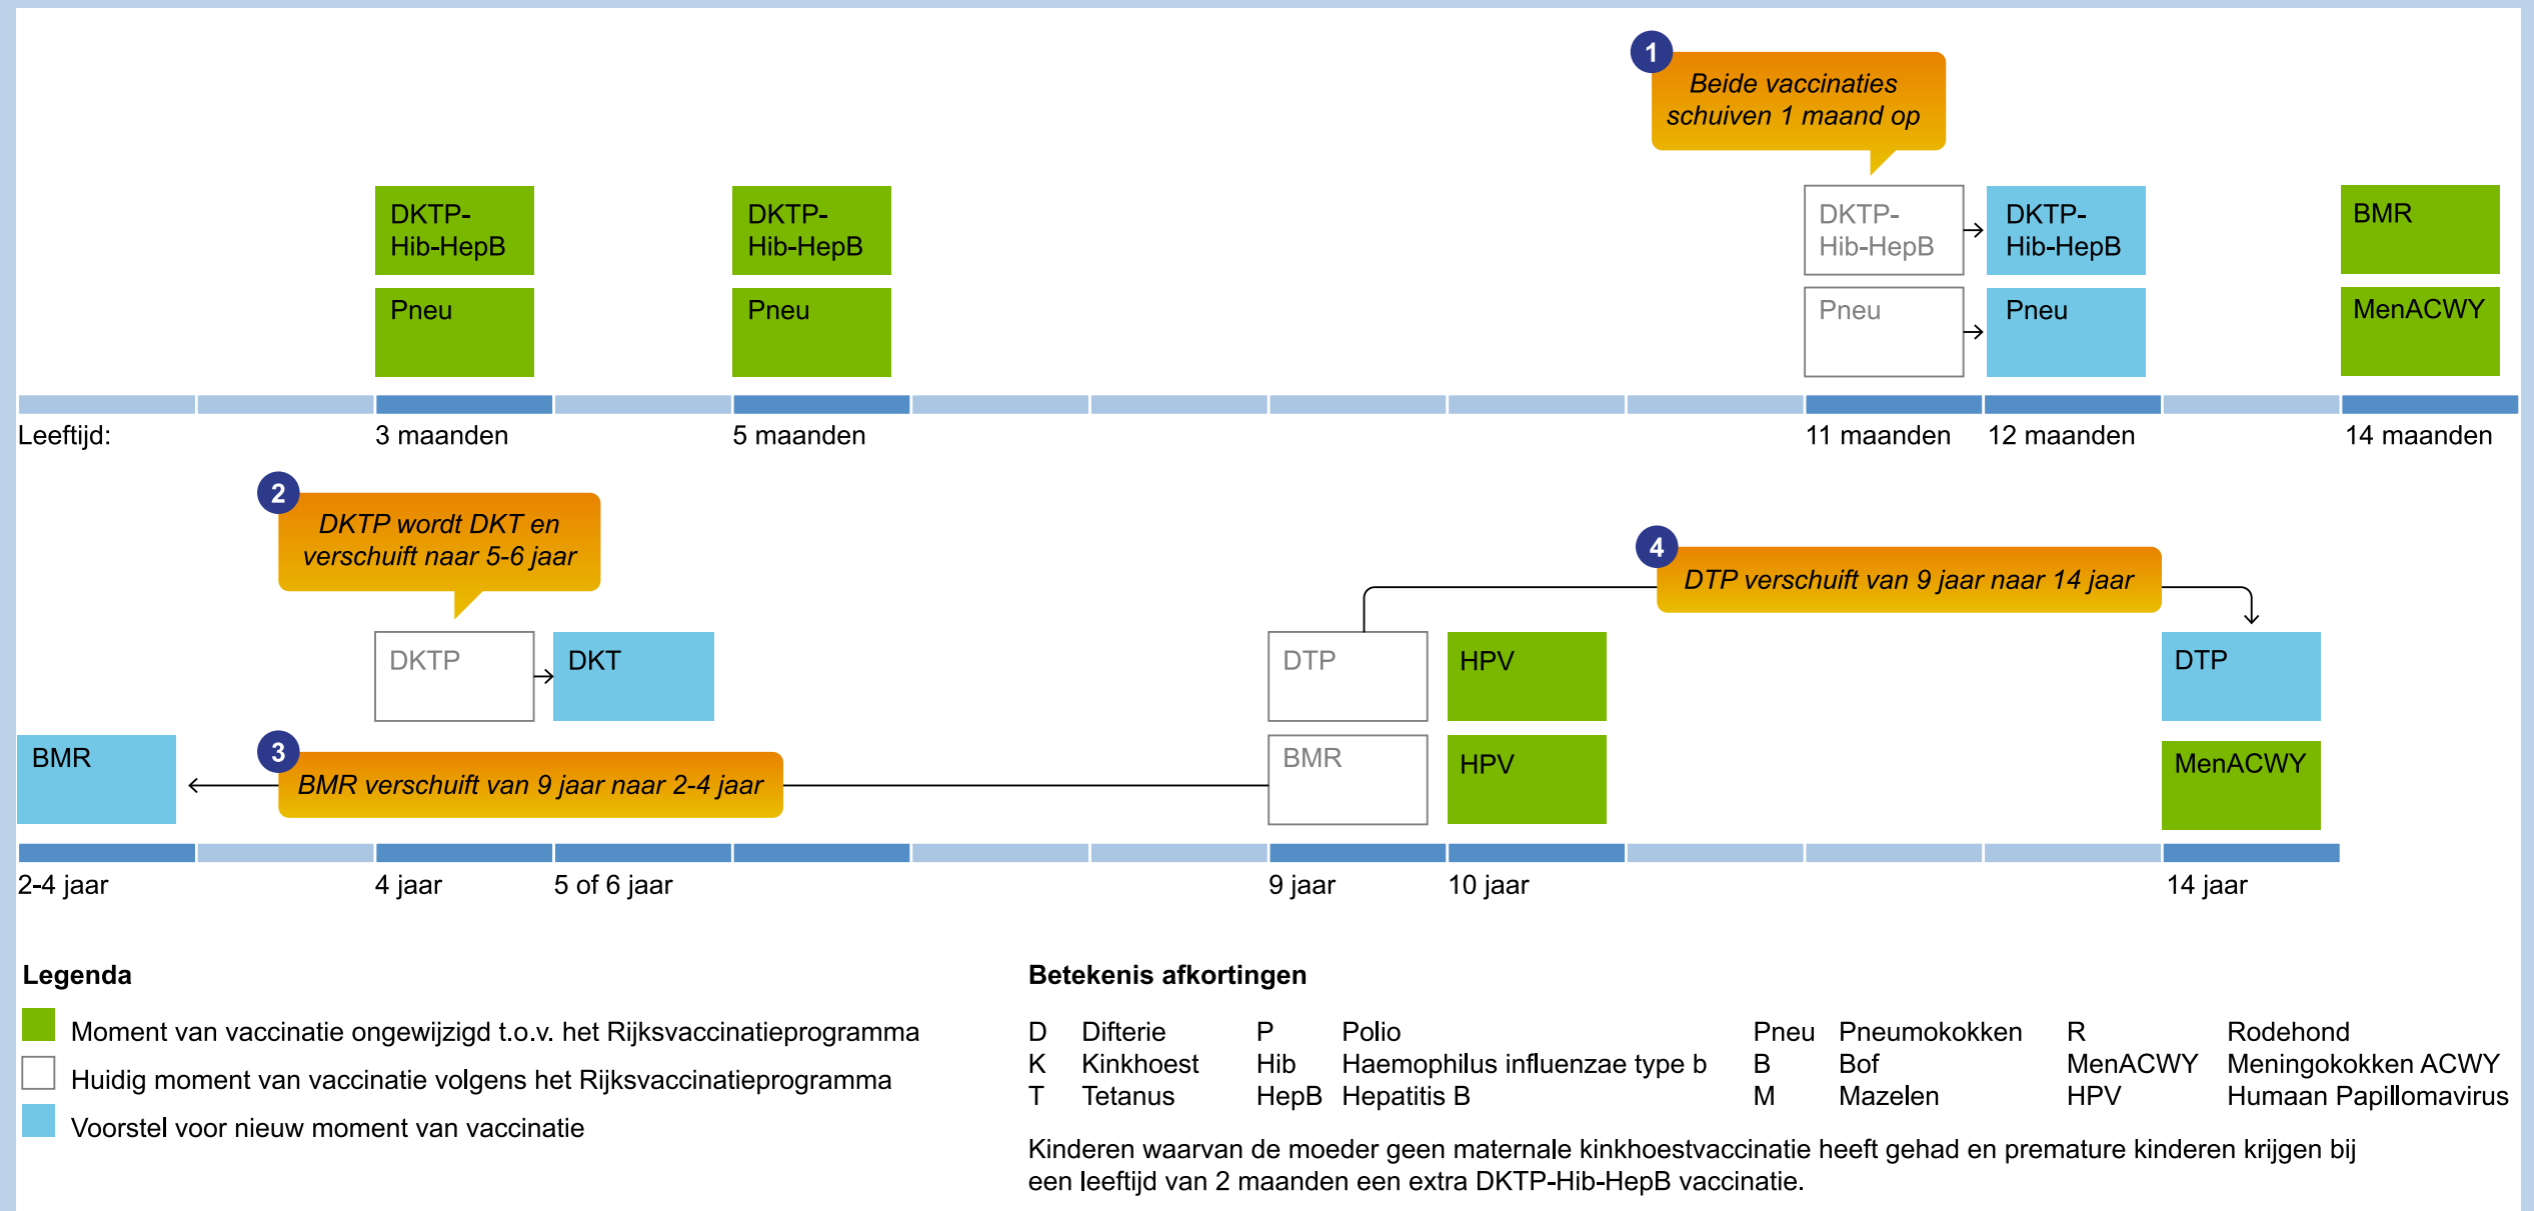 1
Beide vaccinaties
schuiven 1 maand op
DKTP-
Hib-HepB
Pneu
DKTP-
Hib-HepB
Pneu
DKTP-
Hib-HepB
Pneu
DKTP-
Hib-HepB
Pneu
BMR
MenACWY
Leeftijd:
3 maanden
5 maanden
11 maanden
12 maanden
14 maanden
2
DKTP wordt DKT en
verschuift naar 5-6 jaar
4
DTP verschuift van 9 jaar naar 14 jaar
DKTP
DKT
DTP
HPV
DTP
BMR
3
BMR verschuift van 9 jaar naar 2-4 jaar
BMR
HPV
MenACWY
2-4 jaar
4 jaar
5 of 6 jaar
9 jaar
10 jaar
14 jaar
Legenda
Moment van vaccinatie ongewijzigd t.o.v. het Rijksvaccinatieprogramma
Huidig moment van vaccinatie volgens het Rijksvaccinatieprogramma
Voorstel voor nieuw moment van vaccinatie
Betekenis afkortingen
D Difterie P Polio Pneu Pneumokokken R Rodehond
K Kinkhoest Hib Haemophilus influenzae type b B Bof MenACWY Meningokokken ACWY
T Tetanus HepB Hepatitis B M Mazelen HPV Humaan Papillomavirus
Kinderen waarvan de moeder geen maternale kinkhoestvaccinatie heeft gehad en premature kinderen krijgen bij
een leeftijd van 2 maanden een extra DKTP-Hib-HepB vaccinatie.